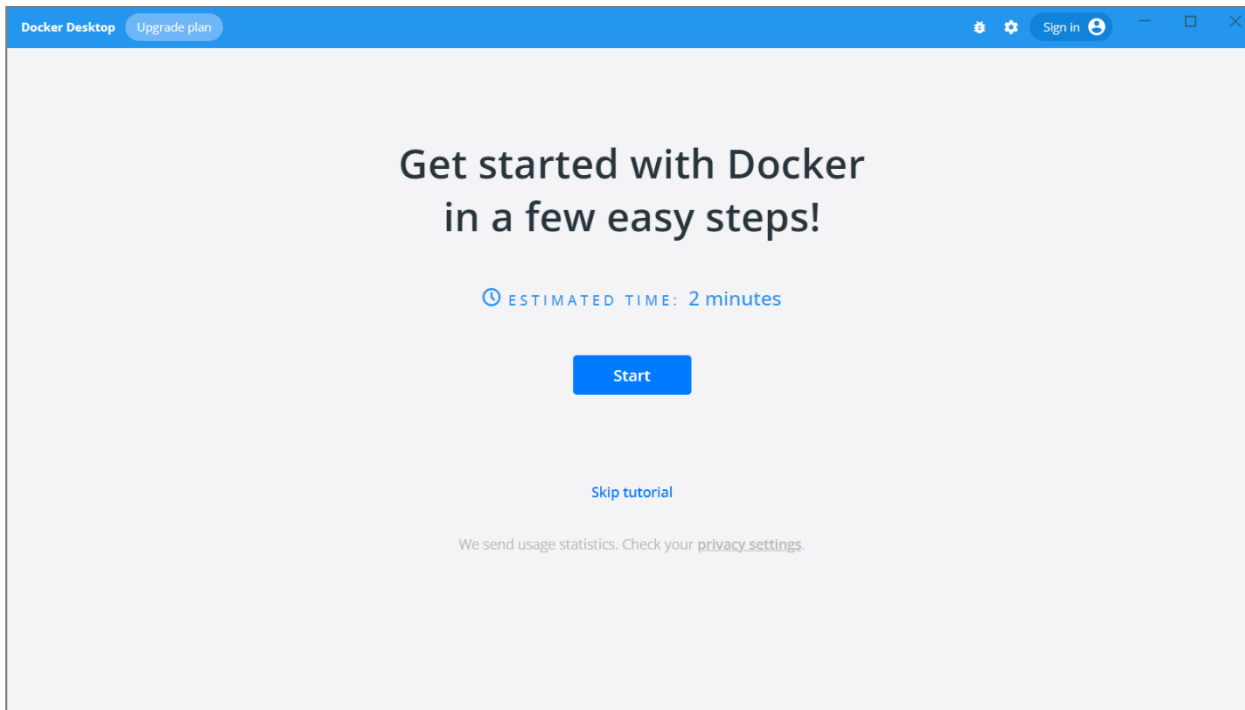 Docker Desktop Upgrade plan Sign in
Get started with Docker
in a few easy steps!
ESTIMATED TIME: 2 minutes
Start
Skip tutorial
We send usage statistics. Check your privacy settings.